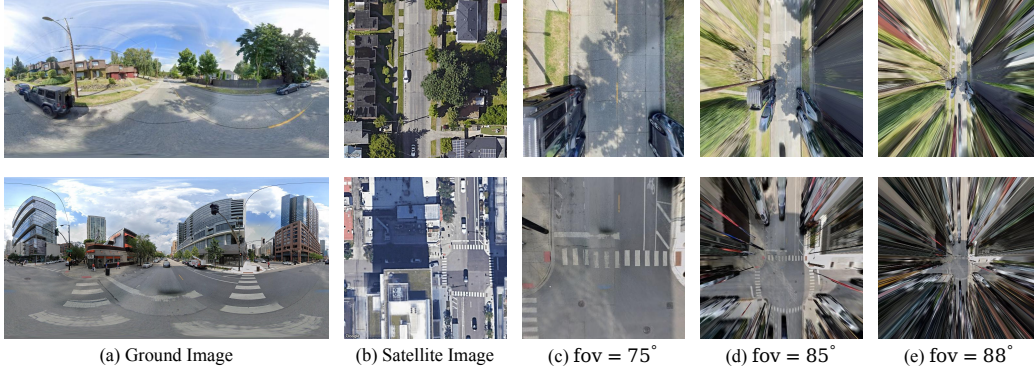 (a) Ground Image
(b) Satellite Image
(c) fov = 75°
(d) fov = 85°
(e) fov = 88°